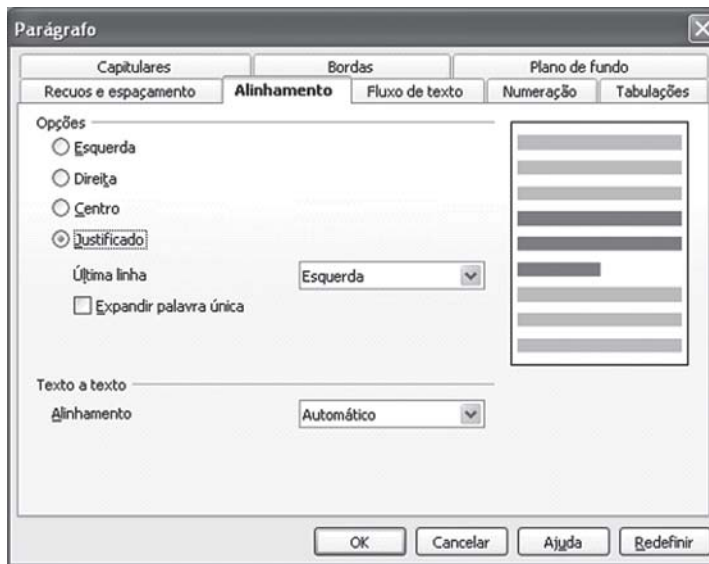 Parágrafo
Capitulares Bordas Plano de fundo
Recuos e espaçamento Alinhamento Fluxo de texto Numeração Tabulações
Opções
Esquerda
Direita
Centro
Justificado
Última linha Esquerda
Expandir palavra única
Texto a texto
Alinhamento Automático
OK Cancelar Ajuda Redefinir